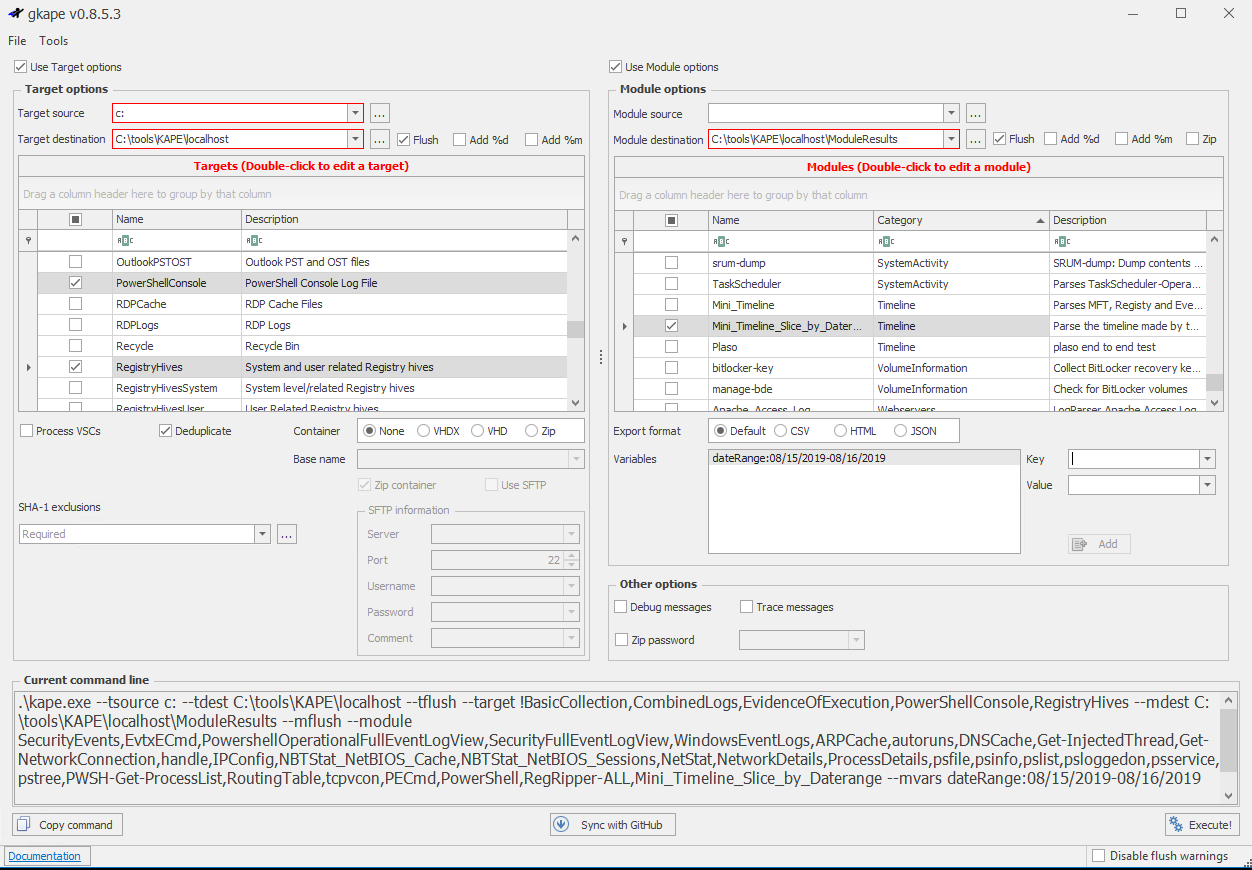 gkape v0.8.5.3
File Tools
Use Target options
Target options
Target source c: ...
Target destination C:\tools\KAPE\localhost ... Flush Add %d Add %m
Targets (Double-click to edit a target)
Drag a column header here to group by that column
Name Description
ABC ABC
OutlookPSTOST Outlook PST and OST files
PowerShellConsole PowerShell Console Log File
RDPCache RDP Cache Files
RDPLogs RDP Logs
Recycle Recycle Bin
RegistryHives System and user related Registry hives
RegistryHivesSystem System level/related Registry hives
RegistryHivesUser User Related Registry hives
Process VSCs Deduplicate Container None VHDX VHD Zip
Base name
Zip container Use SFTP
SHA-1 exclusions
Required ...
SFTP information
Server
Port 22
Username
Password
Comment
Use Module options
Module options
Module source ...
Module destination C:\tools\KAPE\localhost\ModuleResults ... Flush Add %d Add %m Zip
Modules (Double-click to edit a module)
Drag a column header here to group by that column
Name Category Description
ABC ABC ABC
srum-dump SystemActivity SRUM-dump: Dump contents ...
TaskScheduler SystemActivity Parses TaskScheduler-Opera...
Mini_Timeline Timeline Parses MFT, Registy and Eve...
Mini_Timeline_Slice_by_Dater... Timeline Parse the timeline made by t...
Plaso Timeline plaso end to end test
bitlocker-key VolumeInformation Collect BitLocker recovery ke...
manage-bde VolumeInformation Check for BitLocker volumes
Apache_Access_Log Webservers LogParser Apache Access Log
Export format Default CSV HTML JSON
Variables dateRange:08/15/2019-08/16/2019 Key
Value
Add
Other options
Debug messages Trace messages
Zip password
Current command line
.\kape.exe --tsource c: --tdest C:\tools\KAPE\localhost --tflush --target !BasicCollection,CombinedLogs,EvidenceOfExecution,PowerShellConsole,RegistryHives --mdest C:
\tools\KAPE\localhost\ModuleResults --mflush --module
SecurityEvents,EvtxECmd,PowershellOperationalFullEventLogView,SecurityFullEventLogView,WindowsEventLogs,ARPCache,autoruns,DNSCache,Get-InjectedThread,Get-
NetworkConnection,handle,IPConfig,NBTStat_NetBIOS_Cache,NBTStat_NetBIOS_Sessions,NetStat,NetworkDetails,ProcessDetails,psfile,psinfo,pslist,psloggedon,psservice,
pstree,PWSH-Get-ProcessList,RoutingTable,tcpvcon,PECmd,PowerShell,RegRipper-ALL,Mini_Timeline_Slice_by_Daterange --mvars dateRange:08/15/2019-08/16/2019
Copy command Sync with GitHub Execute!
Documentation Disable flush warnings